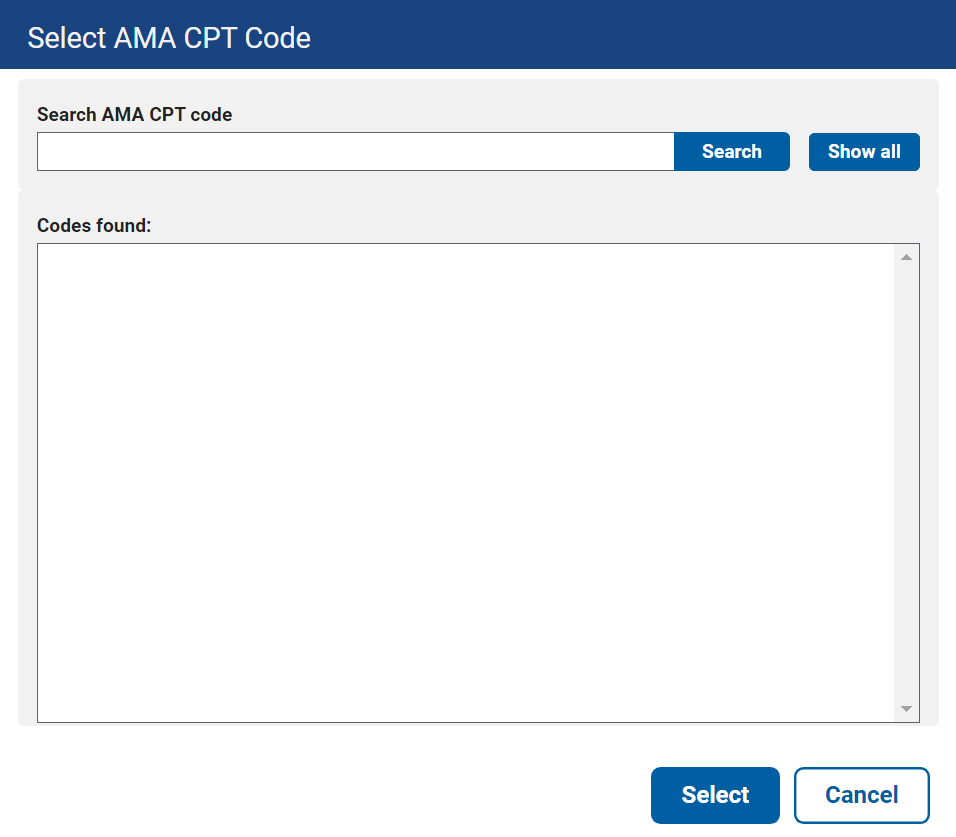 Select AMA CPT Code
Search AMA CPT code
Search
Show all
Codes found:
Select
Cancel